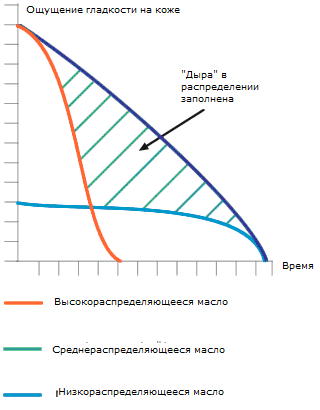 Ощущение гладкости на коже
"Дыра" в
распределении
заполнена
Время
Высокораспределяющееся масло
Среднераспределяющееся масло
Низкораспределяющееся масло